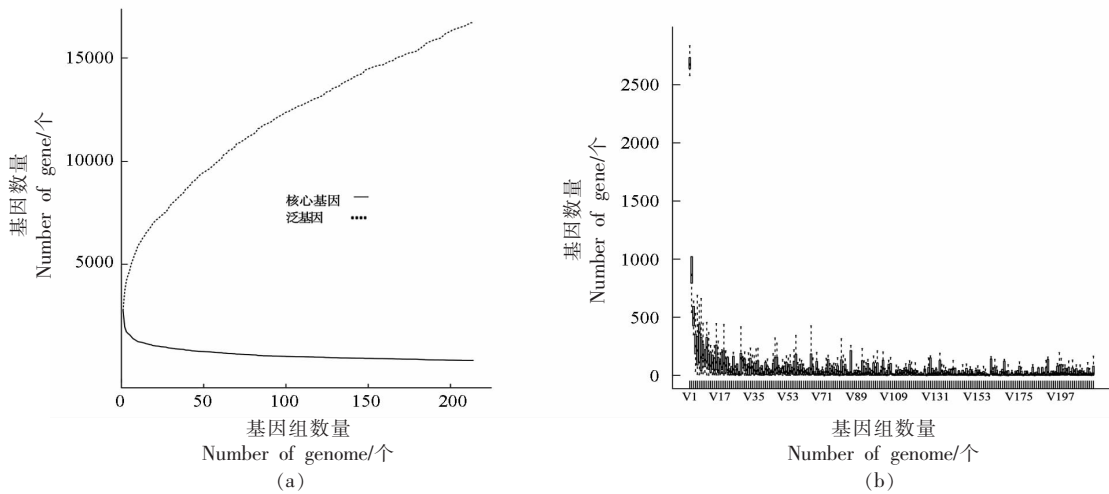 15000
10000
5000
基因数量
Number of gene/个
核心基因
泛基因
0
50
100
150
200
基因组数量
Number of genome/个
(a)
2500
2000
1500
1000
500
0
基因数量
Number of gene/个
V1
V17
V35
V53
V71
V89
V109
V131
V153
V175
V197
基因组数量
Number of genome/个
(b)